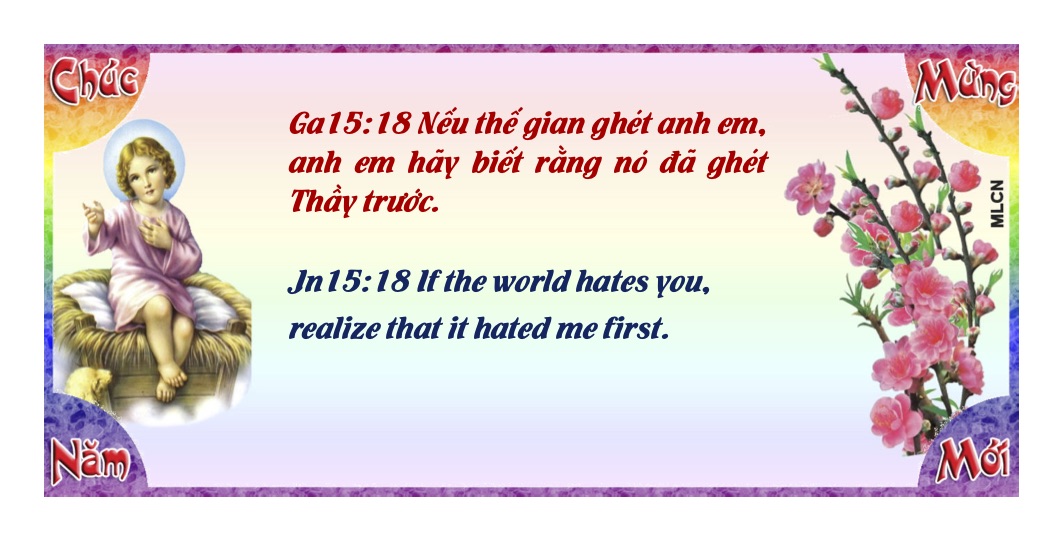 Chúc
Mừng
Ga15:18 Nếu thế gian ghét anh em,
anh em hãy biết rằng nó đã ghét
Thầy trước.
Jn15:18 If the world hates you,
realize that it hated me first.
MLCN
Năm
Mới